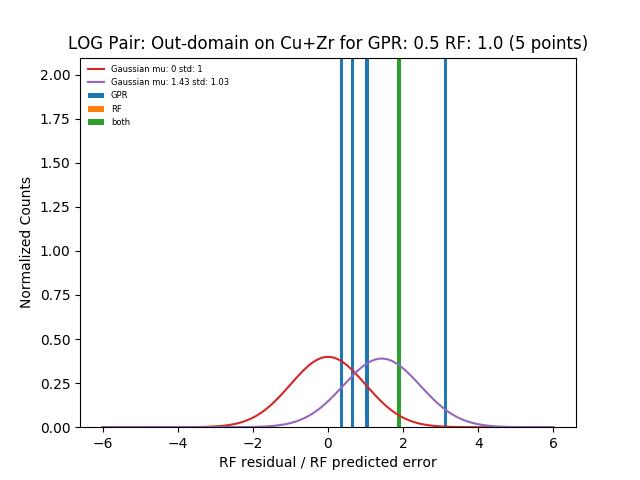 LOG Pair: Out-domain on Cu+Zr for GPR: 0.5 RF: 1.0 (5 points)
Gaussian mu: 0 std: 1
Gaussian mu: 1.43 std: 1.03
GPR
RF
both
2.00
1.75
1.50
1.25
1.00
0.75
0.50
0.25
0.00
Normalized Counts
−6 −4 −2 0 2 4 6
RF residual / RF predicted error